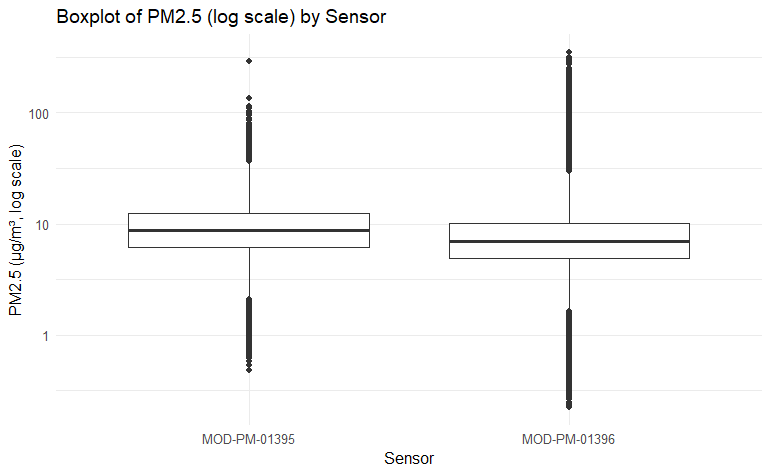 Boxplot of PM2.5 (log scale) by Sensor
PM2.5 (µg/m³, log scale)
100
10
1
MOD-PM-01395
MOD-PM-01396
Sensor